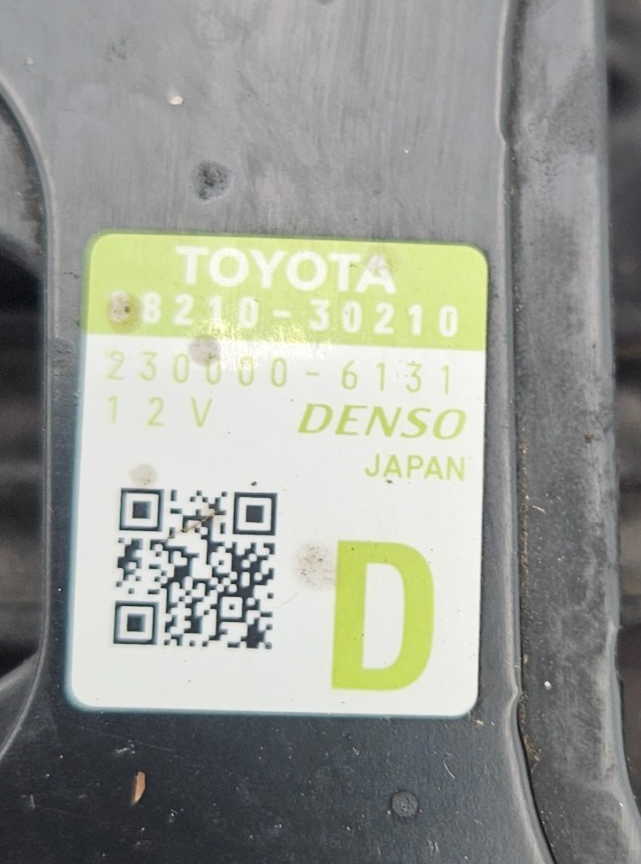 TOYOTA
88210-30210
230000-6131
12V DENSO
JAPAN
D